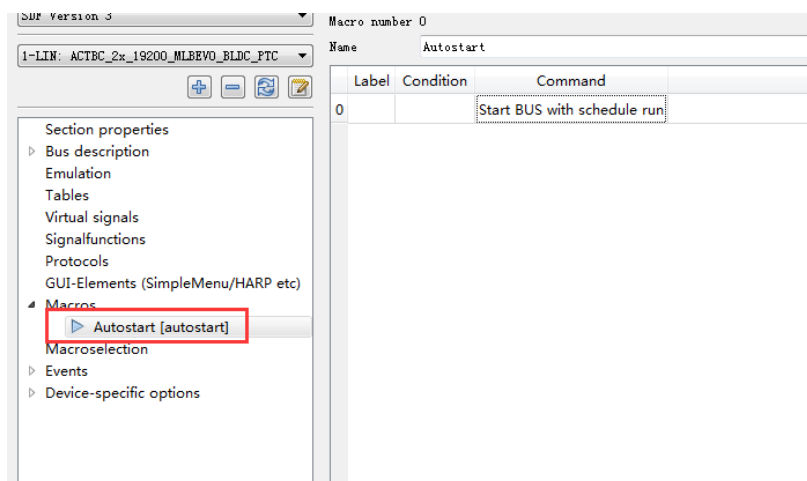 SDF Version 3
1-LIN: ACTBC_2x_19200_MLBEVO_BLDC_PTC
Section properties
Bus description
Emulation
Tables
Virtual signals
Signalfunctions
Protocols
GUI-Elements (SimpleMenu/HARP etc)
Macros
Autostart [autostart]
Macroselection
Events
Device-specific options
Macro number 0
Name Autostart
Label Condition Command
0 Start BUS with schedule run